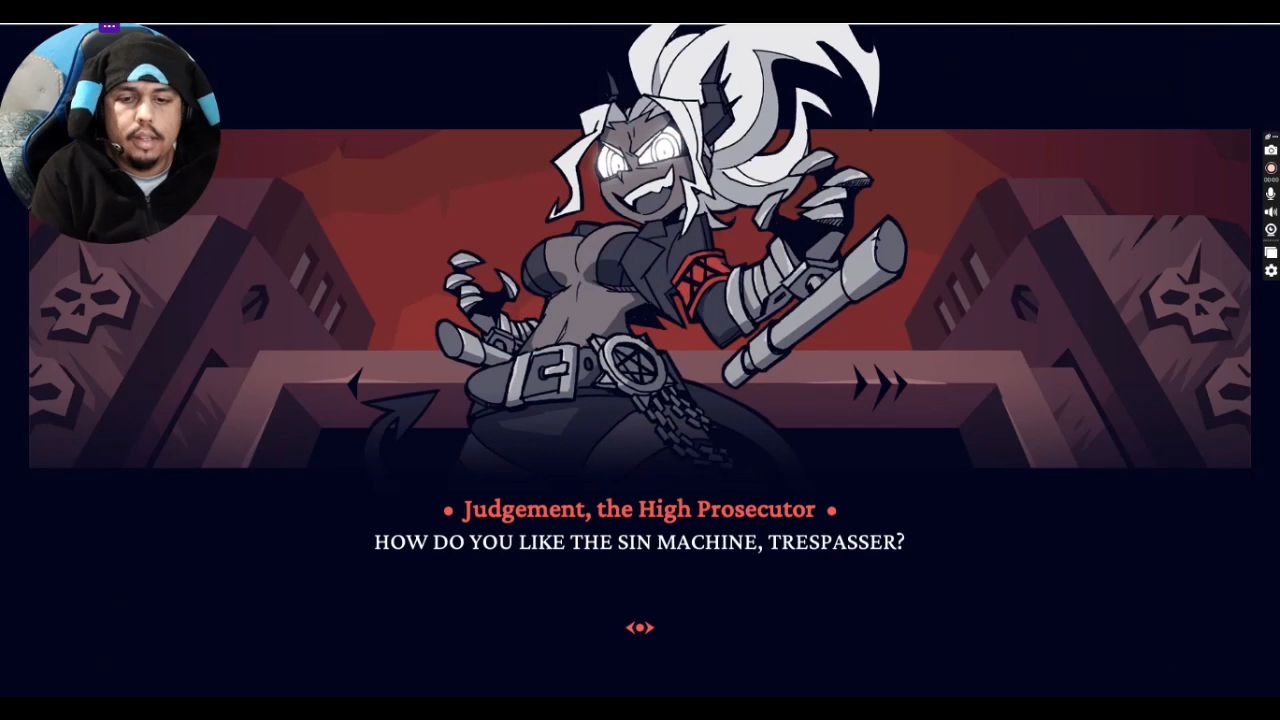 • Judgement, the High Prosecutor •
HOW DO YOU LIKE THE SIN MACHINE, TRESPASSER?